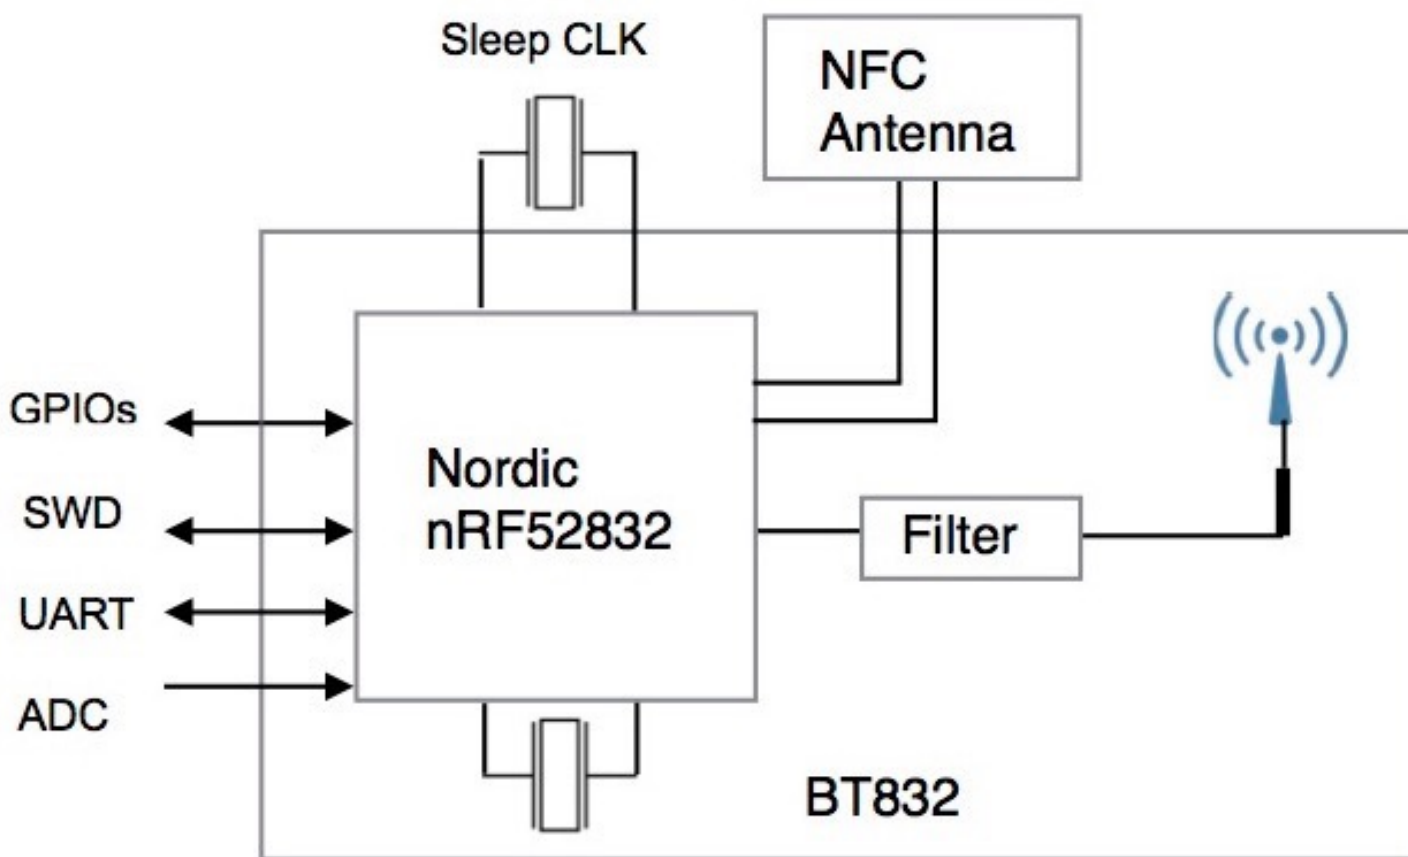 Sleep CLK
NFC
Antenna
GPIOs
SWD
UART
ADC
Nordic
nRF52832
Filter
BT832